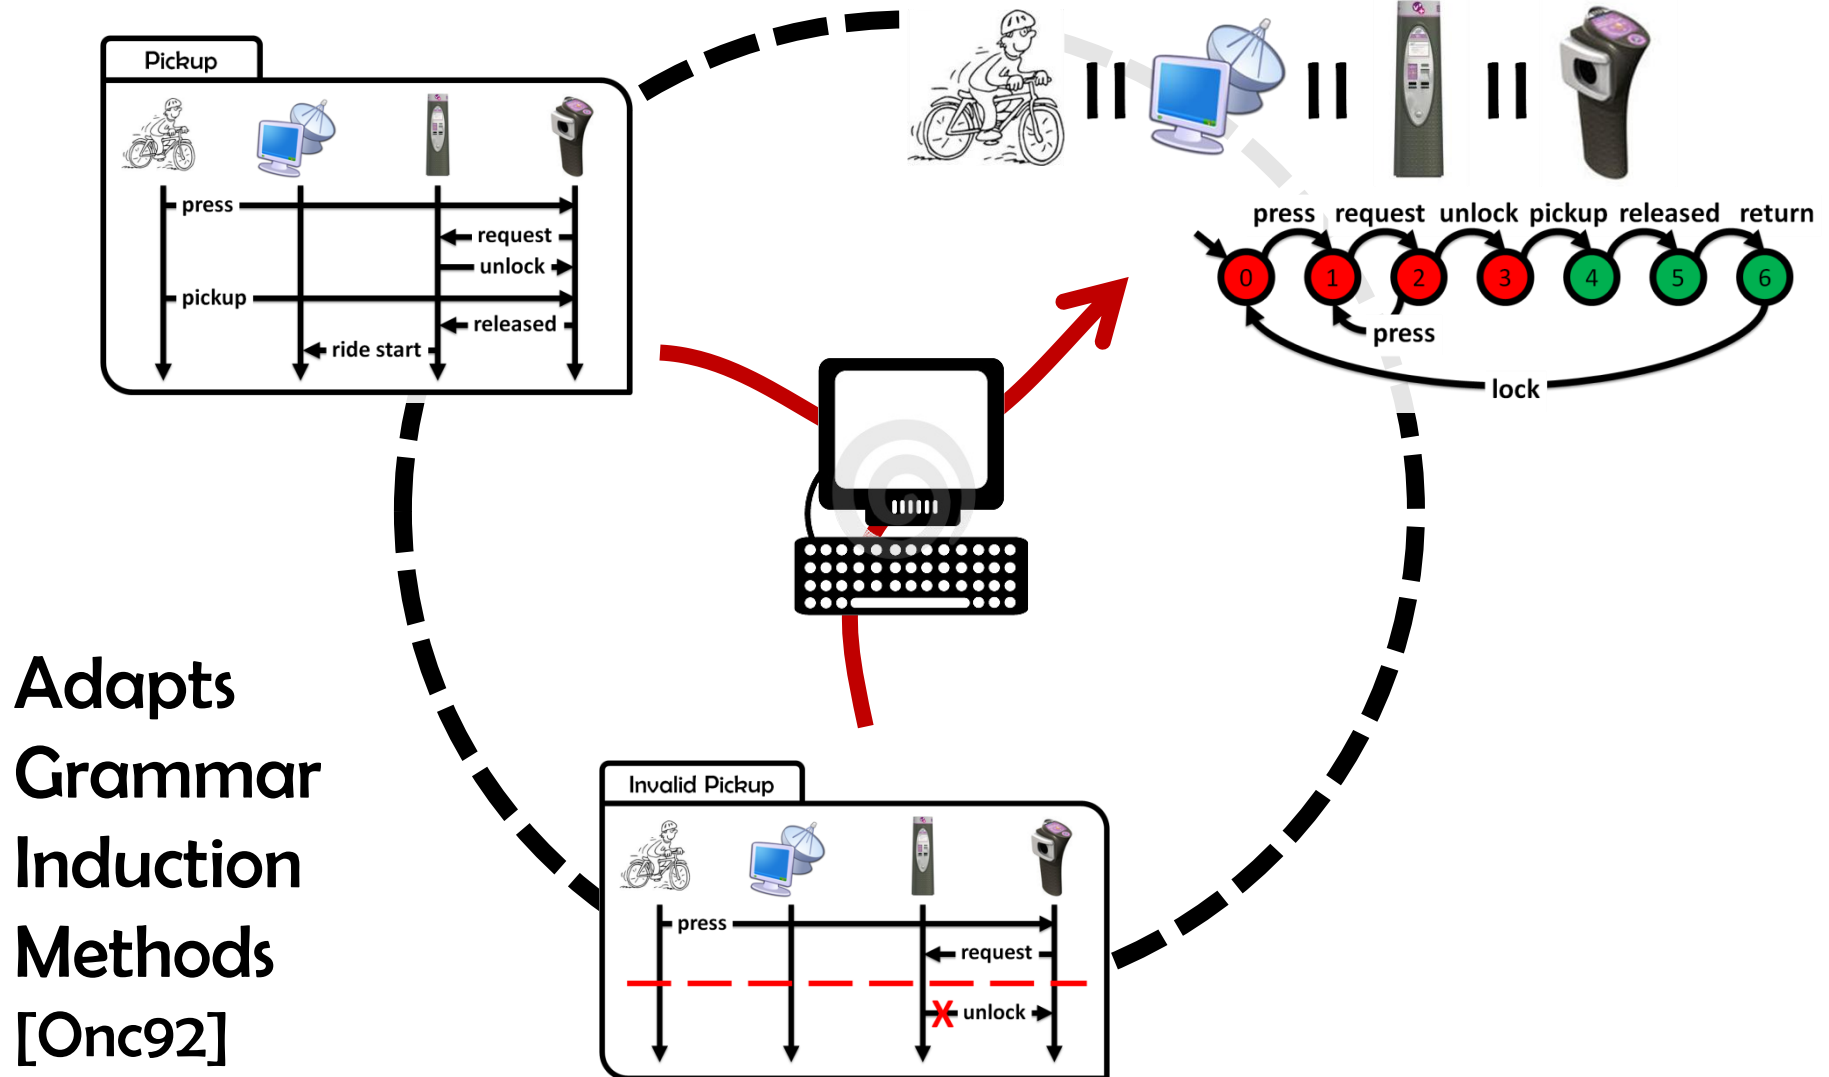 Pickup
press
request
unlock
pickup
released
ride start
press request unlock pickup released return
0 1 2 3 4 5 6
press
lock
Adapts
Grammar
Induction
Methods
[Onc92]
Invalid Pickup
press
request
X unlock